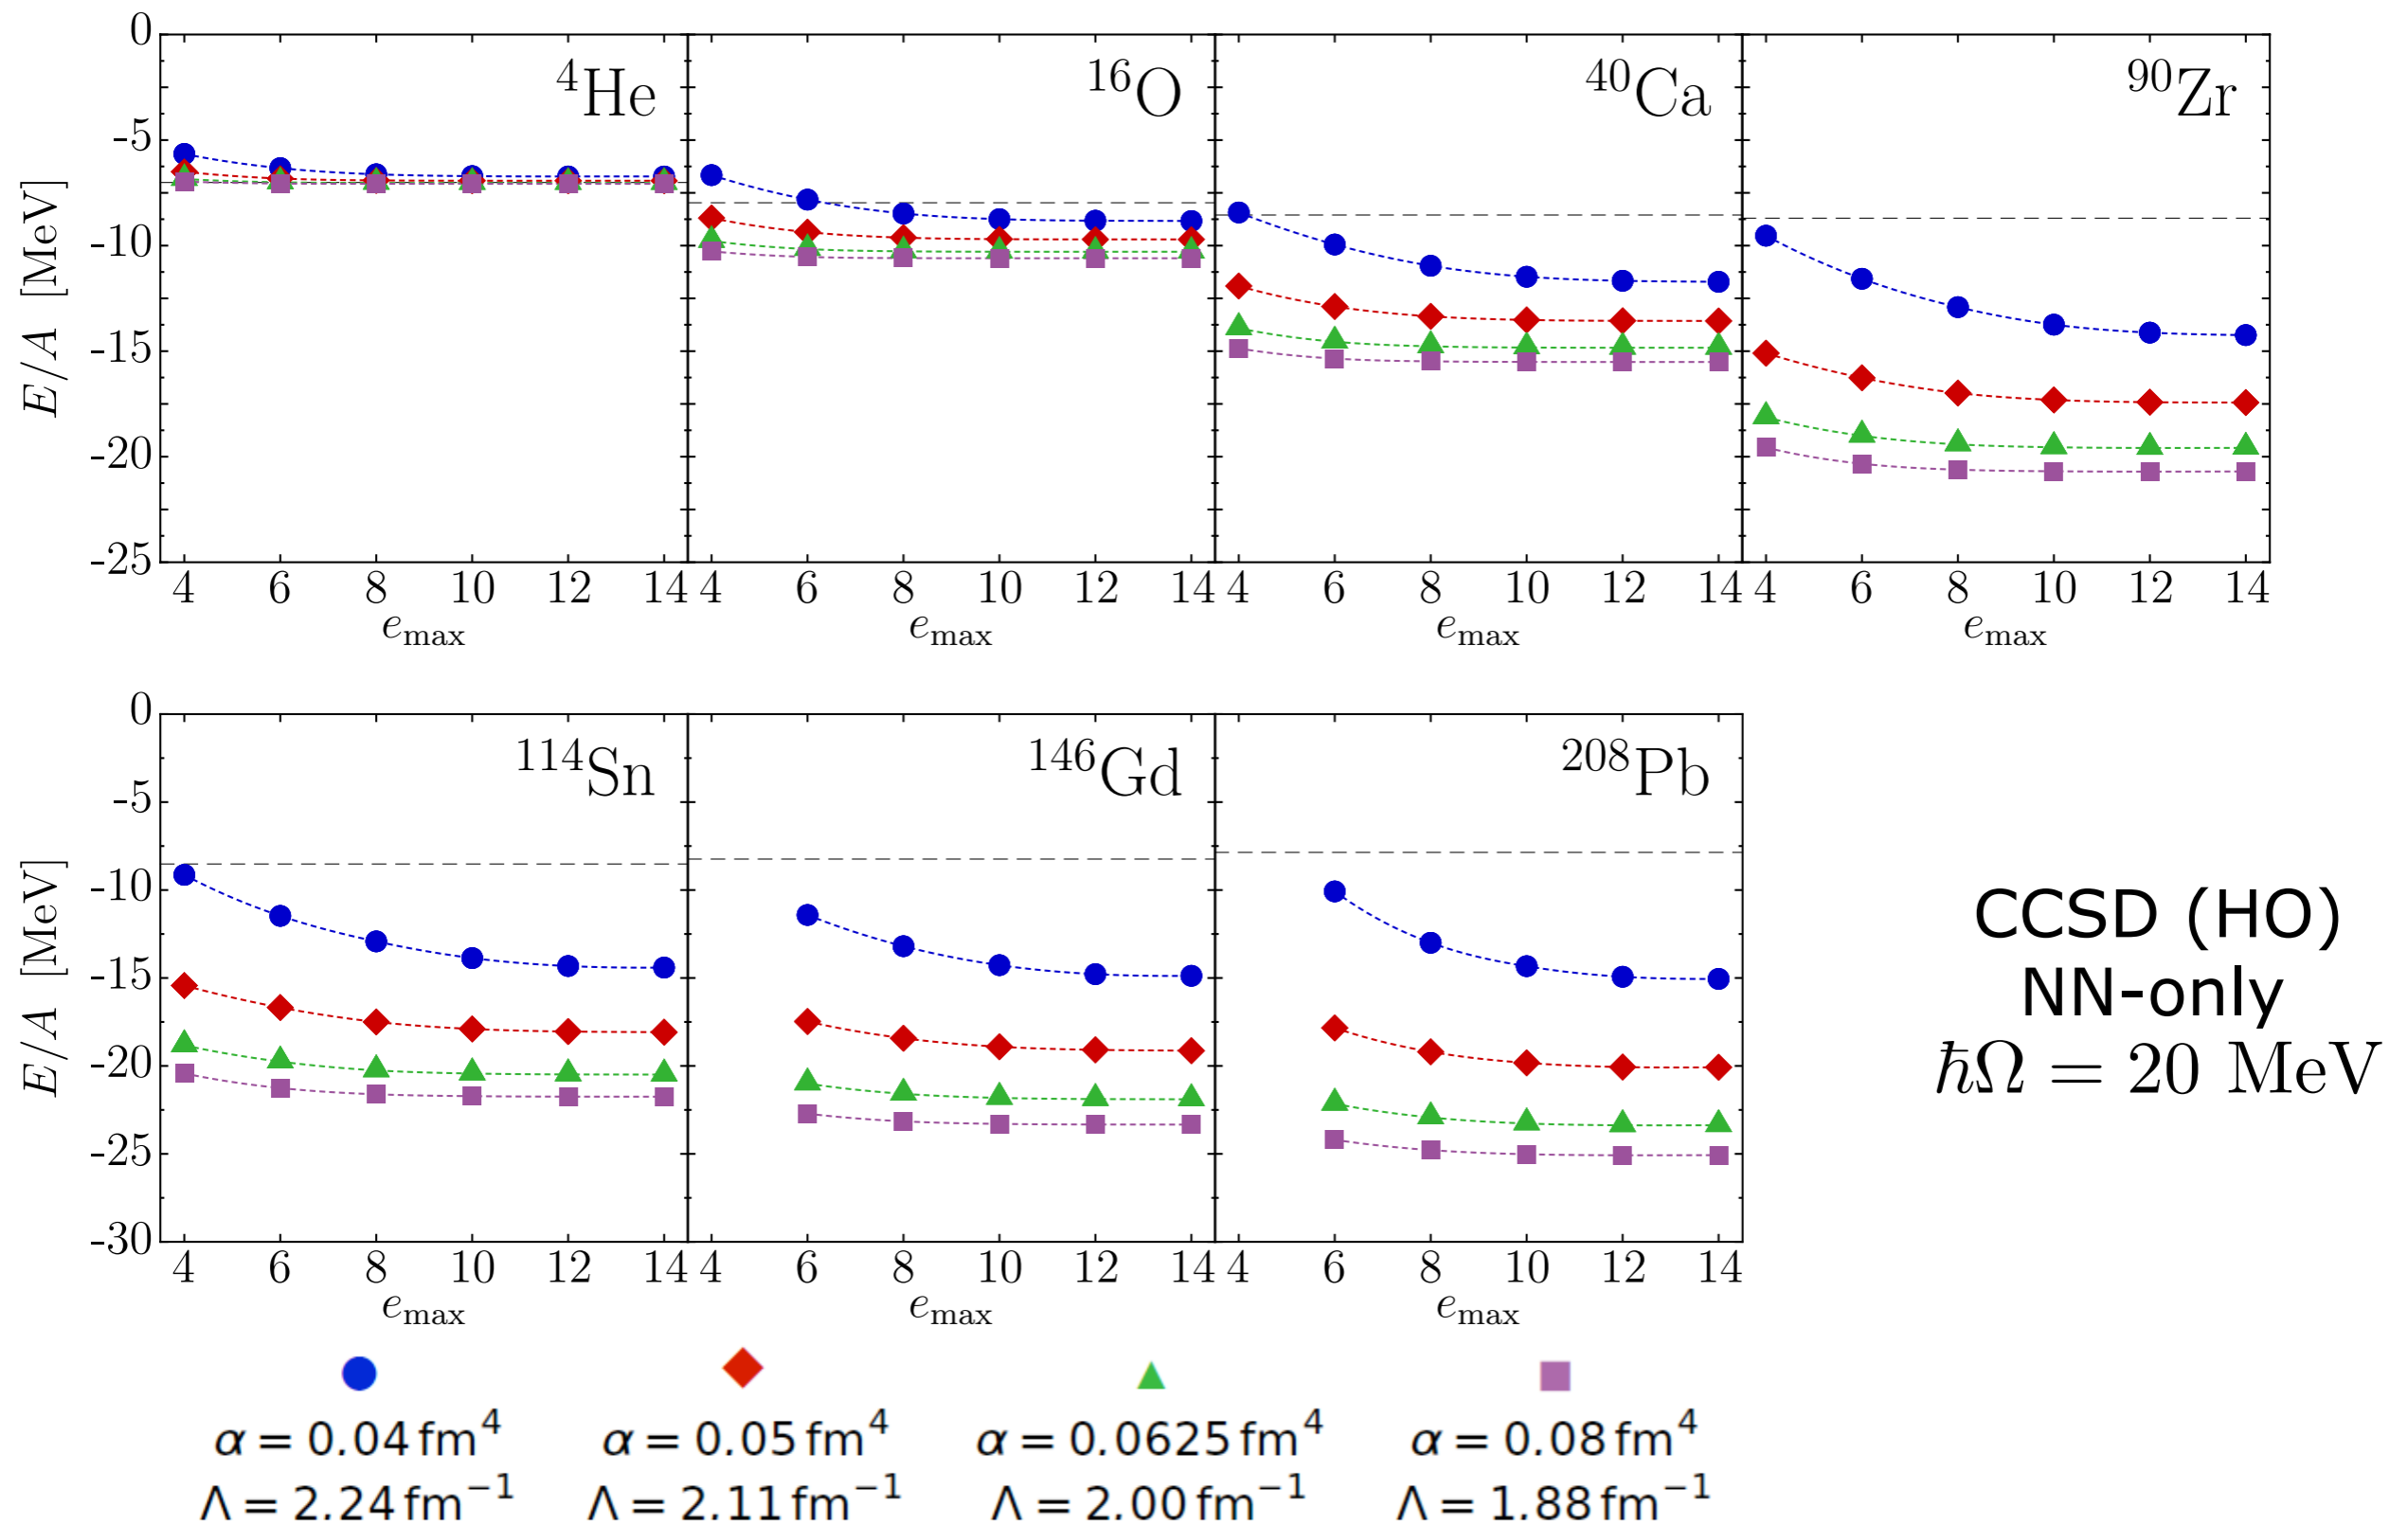 0
-5
-10
-15
-20
-25
E/A [MeV]
⁴He
¹⁶O
⁴⁰Ca
⁹⁰Zr
4 6 8 10 12 14 4 6 8 10 12 14 4 6 8 10 12 14 4 6 8 10 12 14
e_max e_max e_max e_max
0
-5
-10
-15
-20
-25
-30
E/A [MeV]
¹¹⁴Sn
¹⁴⁶Gd
²⁰⁸Pb
4 6 8 10 12 14 4 6 8 10 12 14 4 6 8 10 12 14
e_max e_max e_max
CCSD (HO)
NN-only
ℏΩ = 20 MeV
α = 0.04 fm⁴ α = 0.05 fm⁴ α = 0.0625 fm⁴ α = 0.08 fm⁴
Λ = 2.24 fm⁻¹ Λ = 2.11 fm⁻¹ Λ = 2.00 fm⁻¹ Λ = 1.88 fm⁻¹